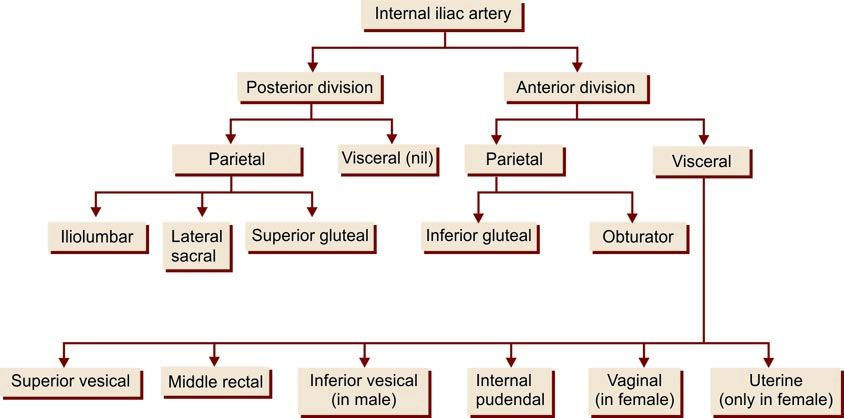 Internal iliac artery
Posterior division
Anterior division
Parietal
Visceral (nil)
Parietal
Visceral
Iliolumbar
Lateral
sacral
Superior gluteal
Inferior gluteal
Obturator
Superior vesical
Middle rectal
Inferior vesical
(in male)
Internal
pudendal
Vaginal
(in female)
Uterine
(only in female)